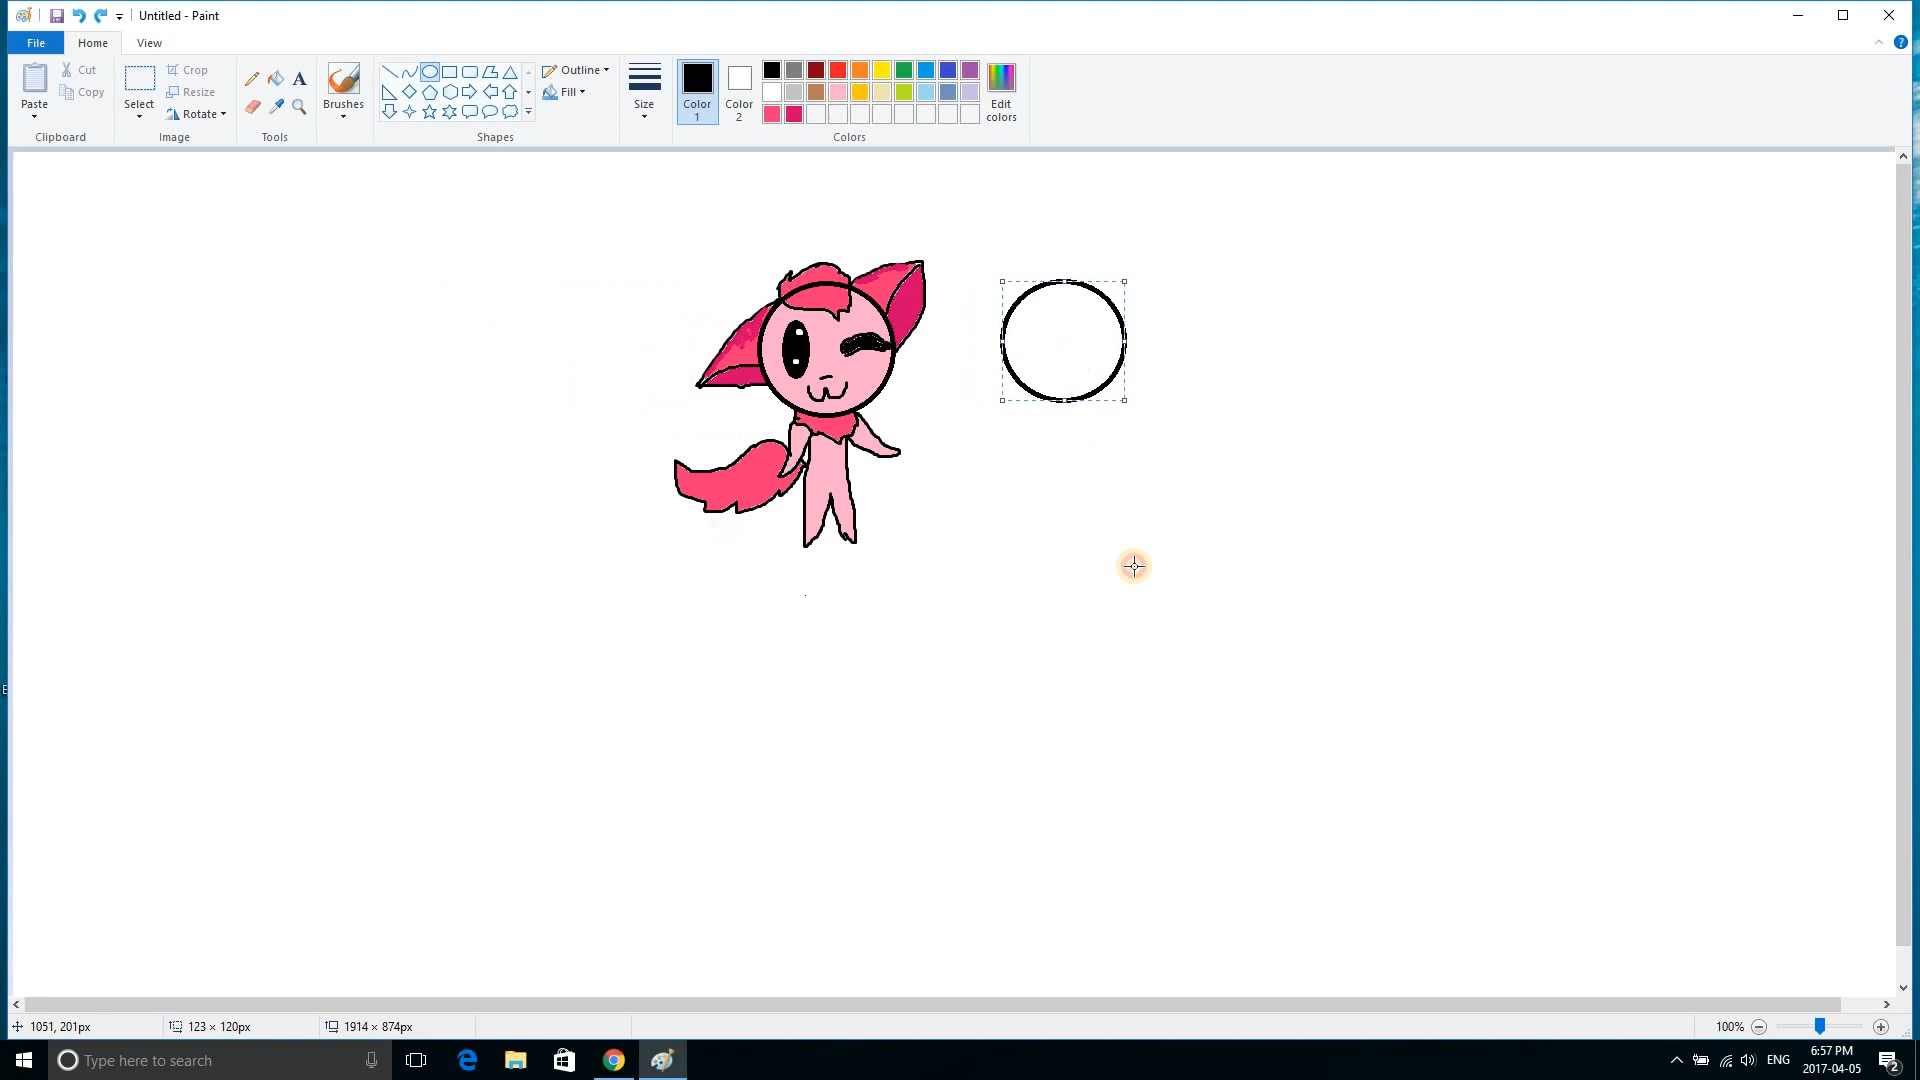 Untitled - Paint
File Home View
Paste Cut Copy Clipboard
Select Crop Resize Rotate Image
A
Tools
Brushes
Shapes
Outline Fill
Size
Color 1 Color 2 Edit colors
Colors
E
1051, 201px 123 × 120px 1914 × 874px 100%
Type here to search
ENG 6:57 PM
2017-04-05 2